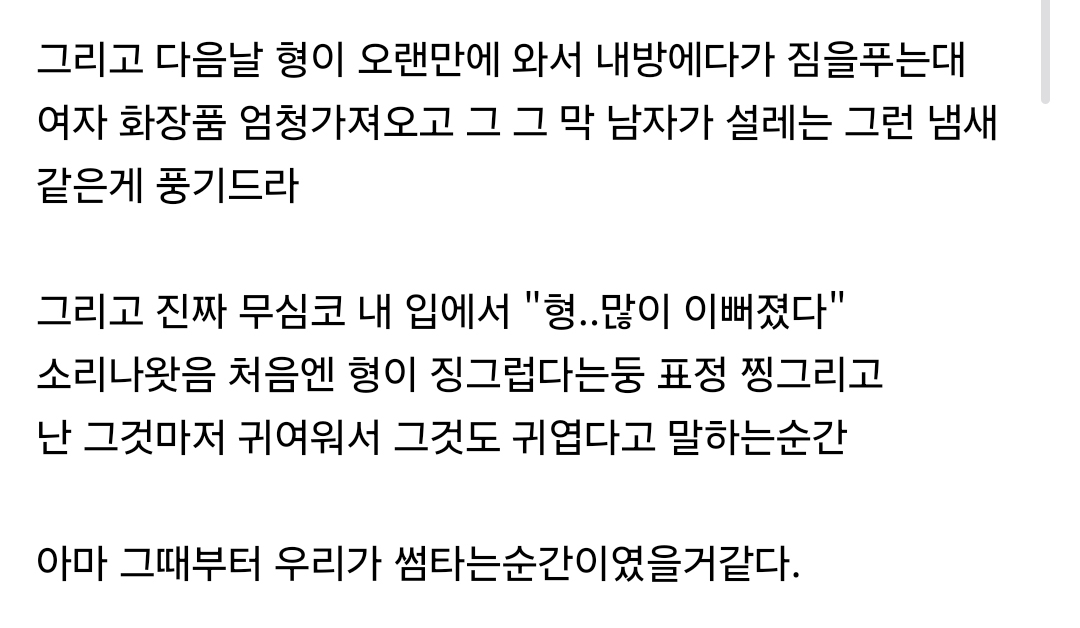 그리고 다음날 형이 오랜만에 와서 내방에다가 짐을푸는대
여자 화장품 엄청가져오고 그 그 막 남자가 설레는 그런 냄새
같은게 풍기드라
그리고 진짜 무심코 내 입에서 "형..많이 이뻐졌다"
소리나왓음 처음엔 형이 징그럽다는둥 표정 찡그리고
난 그것마저 귀여워서 그것도 귀엽다고 말하는순간
아마 그때부터 우리가 썸타는순간이였을거같다.